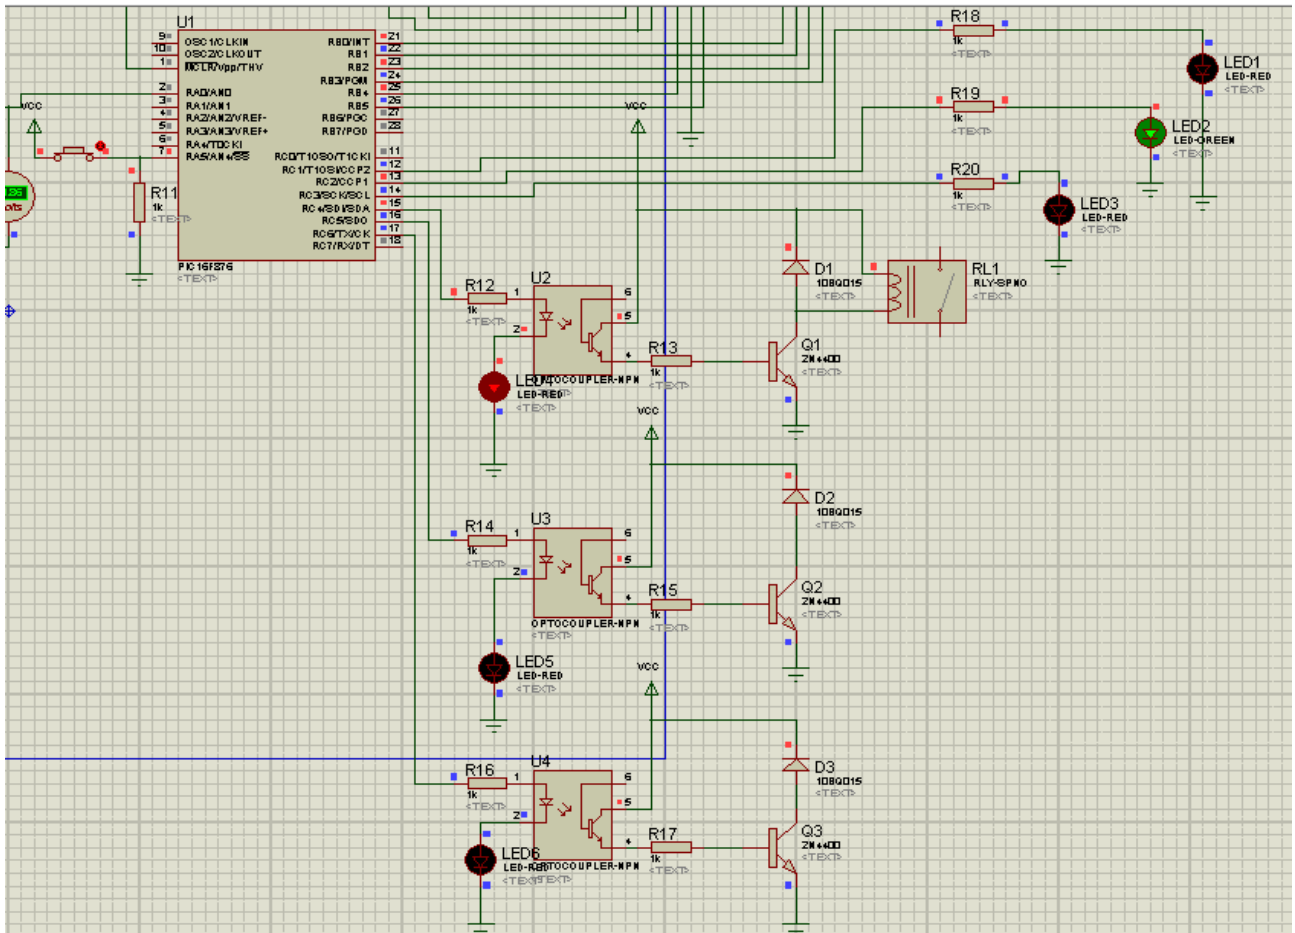 U1
9 OSC1/CLKIN RB0/INT 21
10 OSC2/CLKOUT RB1 22
1 MCLR/Vpp/THV RB2 23
RB3/PGM 24
2 RA0/AN0 RB4 25
3 RA1/AN1 RB5 26
4 RA2/AN2/VREF- RB6/PGC 27
5 RA3/AN3/VREF+ RB7/PGD 28
6 RA4/T0CKI
7 RA5/AN4/SS RC0/T1OSO/T1CKI 11
RC1/T1OSI/CCP2 12
RC2/CCP1 13
RC3/SCK/SCL 14
RC4/SDI/SDA 15
RC5/SDO 16
RC6/TX/CK 17
RC7/RX/DT 18
PIC16F876
<TEXT>
VCC
R11
1k
<TEXT>
VCC
R18
1k
<TEXT>
LED1
LED-RED
<TEXT>
R19
1k
<TEXT>
LED2
LED-GREEN
<TEXT>
R20
1k
<TEXT>
LED3
LED-RED
<TEXT>
R12
1k
<TEXT>
U2
1
2
6
5
4
OPTOCOUPLER-NPN
LED4
LED-RED
<TEXT>
R13
1k
<TEXT>
D1
10BQ015
<TEXT>
RL1
RLY-SPNO
<TEXT>
Q1
2N4400
<TEXT>
VCC
R14
1k
<TEXT>
U3
1
2
6
5
4
OPTOCOUPLER-NPN
<TEXT>
LED5
LED-RED
<TEXT>
R15
1k
<TEXT>
D2
10BQ015
<TEXT>
Q2
2N4400
<TEXT>
VCC
R16
1k
<TEXT>
U4
1
2
6
5
4
OPTOCOUPLER-NPN
LED6
LED-RED
<TEXT>
R17
1k
<TEXT>
D3
10BQ015
<TEXT>
Q3
2N4400
<TEXT>